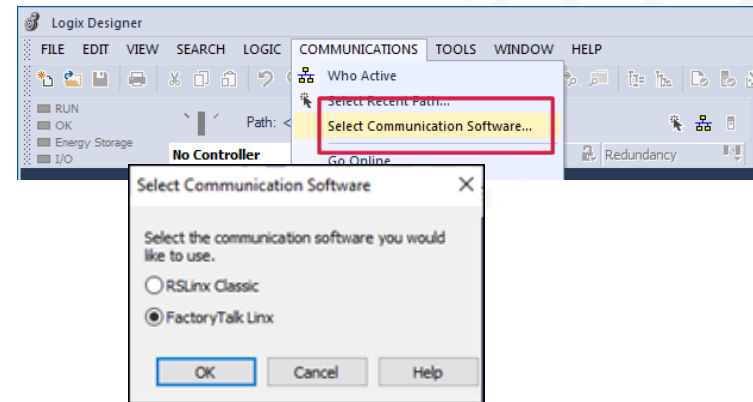 Logix Designer
FILE EDIT VIEW SEARCH LOGIC COMMUNICATIONS TOOLS WINDOW HELP
Who Active
Select Recent Path...
RUN
OK
Energy Storage
I/O
Path: <
Select Communication Software...
No Controller
Go Online
Redundancy
Select Communication Software
Select the communication software you would
like to use.
RSLinx Classic
FactoryTalk Linx
OK Cancel Help